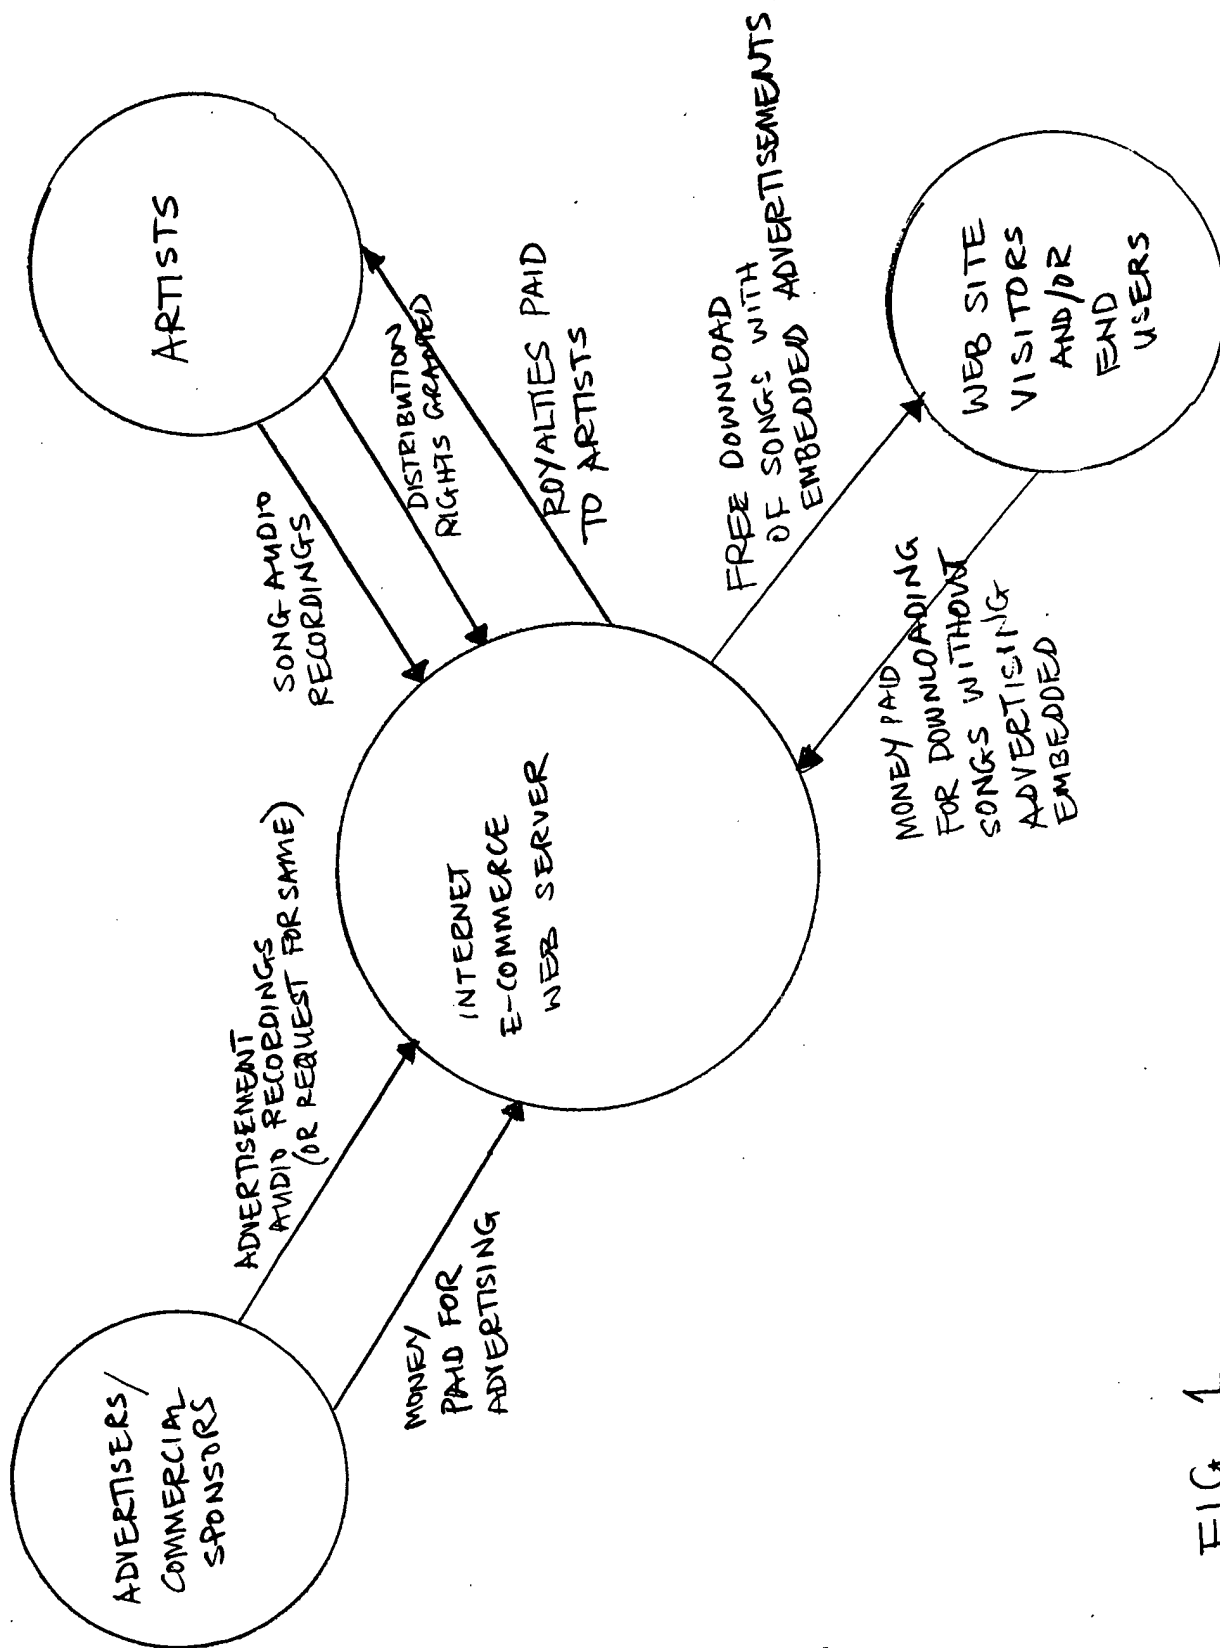 ADVERTISERS/
COMMERCIAL
SPONSORS
ADVERTISEMENT
AUDIO RECORDINGS
(OR REQUEST FOR SAME)
MONEY
PAID FOR
ADVERTISING
INTERNET
E-COMMERCE
WEB SERVER
SONG AUDIO
RECORDINGS
DISTRIBUTION
RIGHTS GRANTED
ROYALTIES PAID
TO ARTISTS
ARTISTS
FREE DOWNLOAD
OF SONGS WITH
EMBEDDED ADVERTISEMENTS
MONEY PAID
FOR DOWNLOADING
SONGS WITHOUT
ADVERTISING
EMBEDDED
WEB SITE
VISITORS
AND/OR
END
USERS
FIG. 1